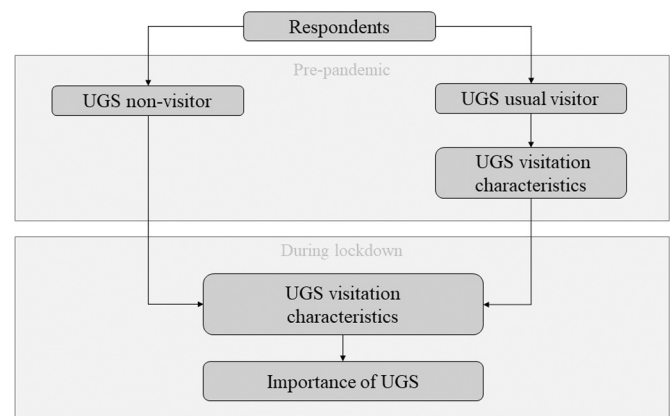 Respondents
Pre-pandemic
UGS non-visitor
UGS usual visitor
UGS visitation
characteristics
During lockdown
UGS visitation
characteristics
Importance of UGS